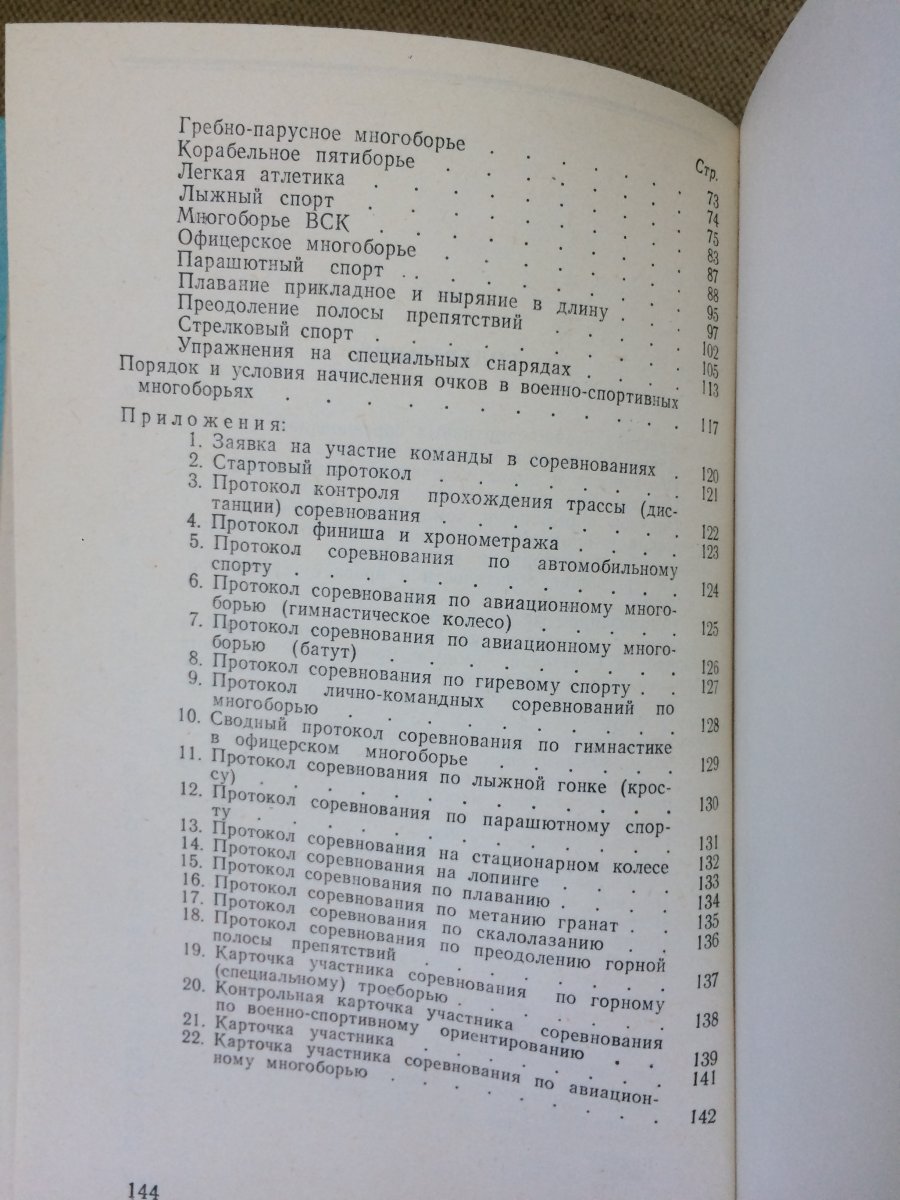 Стр.
Гребно-парусное многоборье . . . . . . 73
Корабельное пятиборье . . . . . . . 74
Легкая атлетика . . . . . . . . 75
Лыжный спорт . . . . . . . . 83
Многоборье ВСК . . . . . . . . 87
Офицерское многоборье . . . . . . 88
Парашютный спорт . . . . . . . 95
Плавание прикладное и ныряние в длину . . . 97
Преодоление полосы препятствий . . . . 102
Стрелковый спорт . . . . . . . 105
Упражнения на специальных снарядах . . . . 113
Порядок и условия начисления очков в военно-спортивных
многоборьях . . . . . . . . . 117
Приложения:
1. Заявка на участие команды в соревнованиях . 120
2. Стартовый протокол . . . . . . . 121
3. Протокол контроля прохождения трассы (дис-
танции) соревнования . . . . . . 122
4. Протокол финиша и хронометража . . . . 123
5. Протокол соревнования по автомобильному
спорту . . . . . . . . . 124
6. Протокол соревнования по авиационному много-
борью (гимнастическое колесо) . . . . . 125
7. Протокол соревнования по авиационному много-
борью (батут) . . . . . . . . 126
8. Протокол соревнования по гиревому спорту . . 127
9. Протокол лично-командных соревнований по
многоборью . . . . . . . . 128
10. Сводный протокол соревнования по гимнастике
в офицерском многоборье . . . . . . 129
11. Протокол соревнования по лыжной гонке (крос-
су) . . . . . . . . . . 130
12. Протокол соревнования по парашютному спор-
ту . . . . . . . . . . 131
13. Протокол соревнования на стационарном колесе 132
14. Протокол соревнования на лопинге . . . . 133
15. Протокол соревнования по плаванию . . . . 134
16. Протокол соревнования по метанию гранат . . 135
17. Протокол соревнования по скалолазанию . . 136
18. Протокол соревнования по преодолению горной
полосы препятствий . . . . . . . 137
19. Карточка участника соревнования по горному
(специальному) троеборью . . . . . . 138
20. Контрольная карточка участника соревнования
по военно-спортивному ориентированию . . 139
21. Карточка участника . . . . . . . 141
22. Карточка участника соревнования по авиацион-
ному многоборью . . . . . . . 142
144